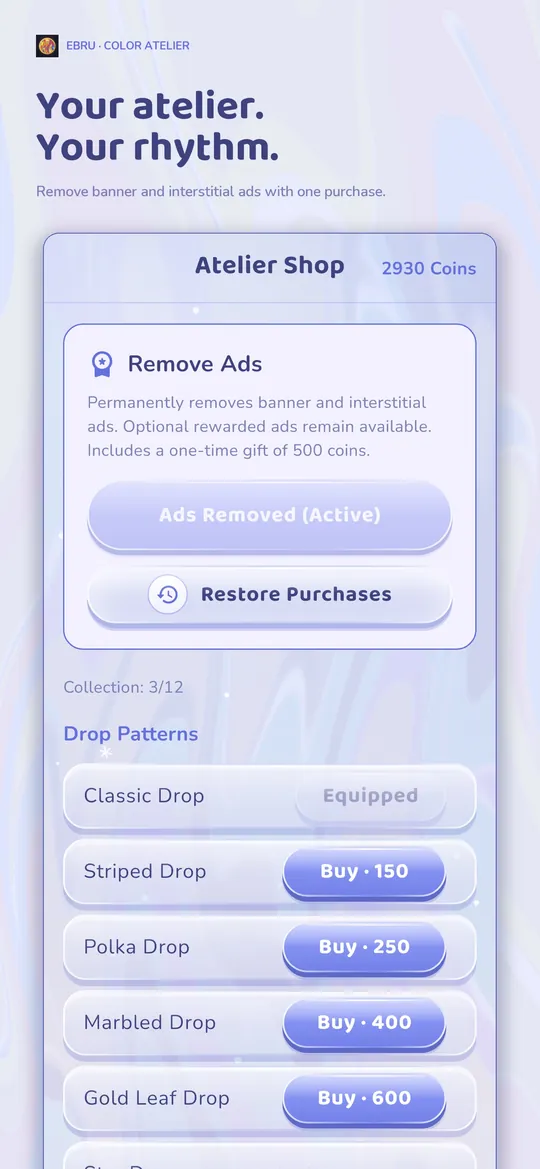 EBRU · COLOR ATELIER
Your atelier.
Your rhythm.
Remove banner and interstitial ads with one purchase.
Atelier Shop
2930 Coins
Remove Ads
Permanently removes banner and interstitial
ads. Optional rewarded ads remain available.
Includes a one-time gift of 500 coins.
Ads Removed (Active)
Restore Purchases
Collection: 3/12
Drop Patterns
Classic Drop
Equipped
Striped Drop
Buy · 150
Polka Drop
Buy · 250
Marbled Drop
Buy · 400
Gold Leaf Drop
Buy · 600